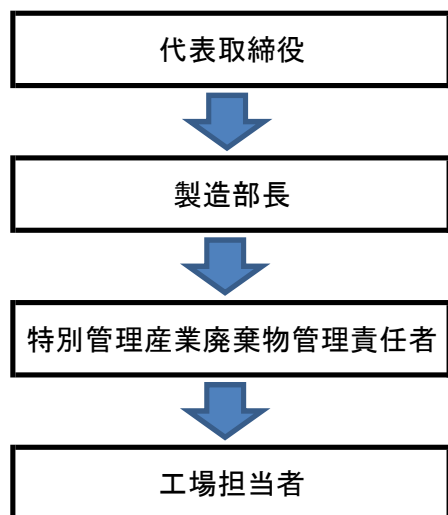 代表取締役
製造部長
特別管理産業廃棄物管理責任者
工場担当者